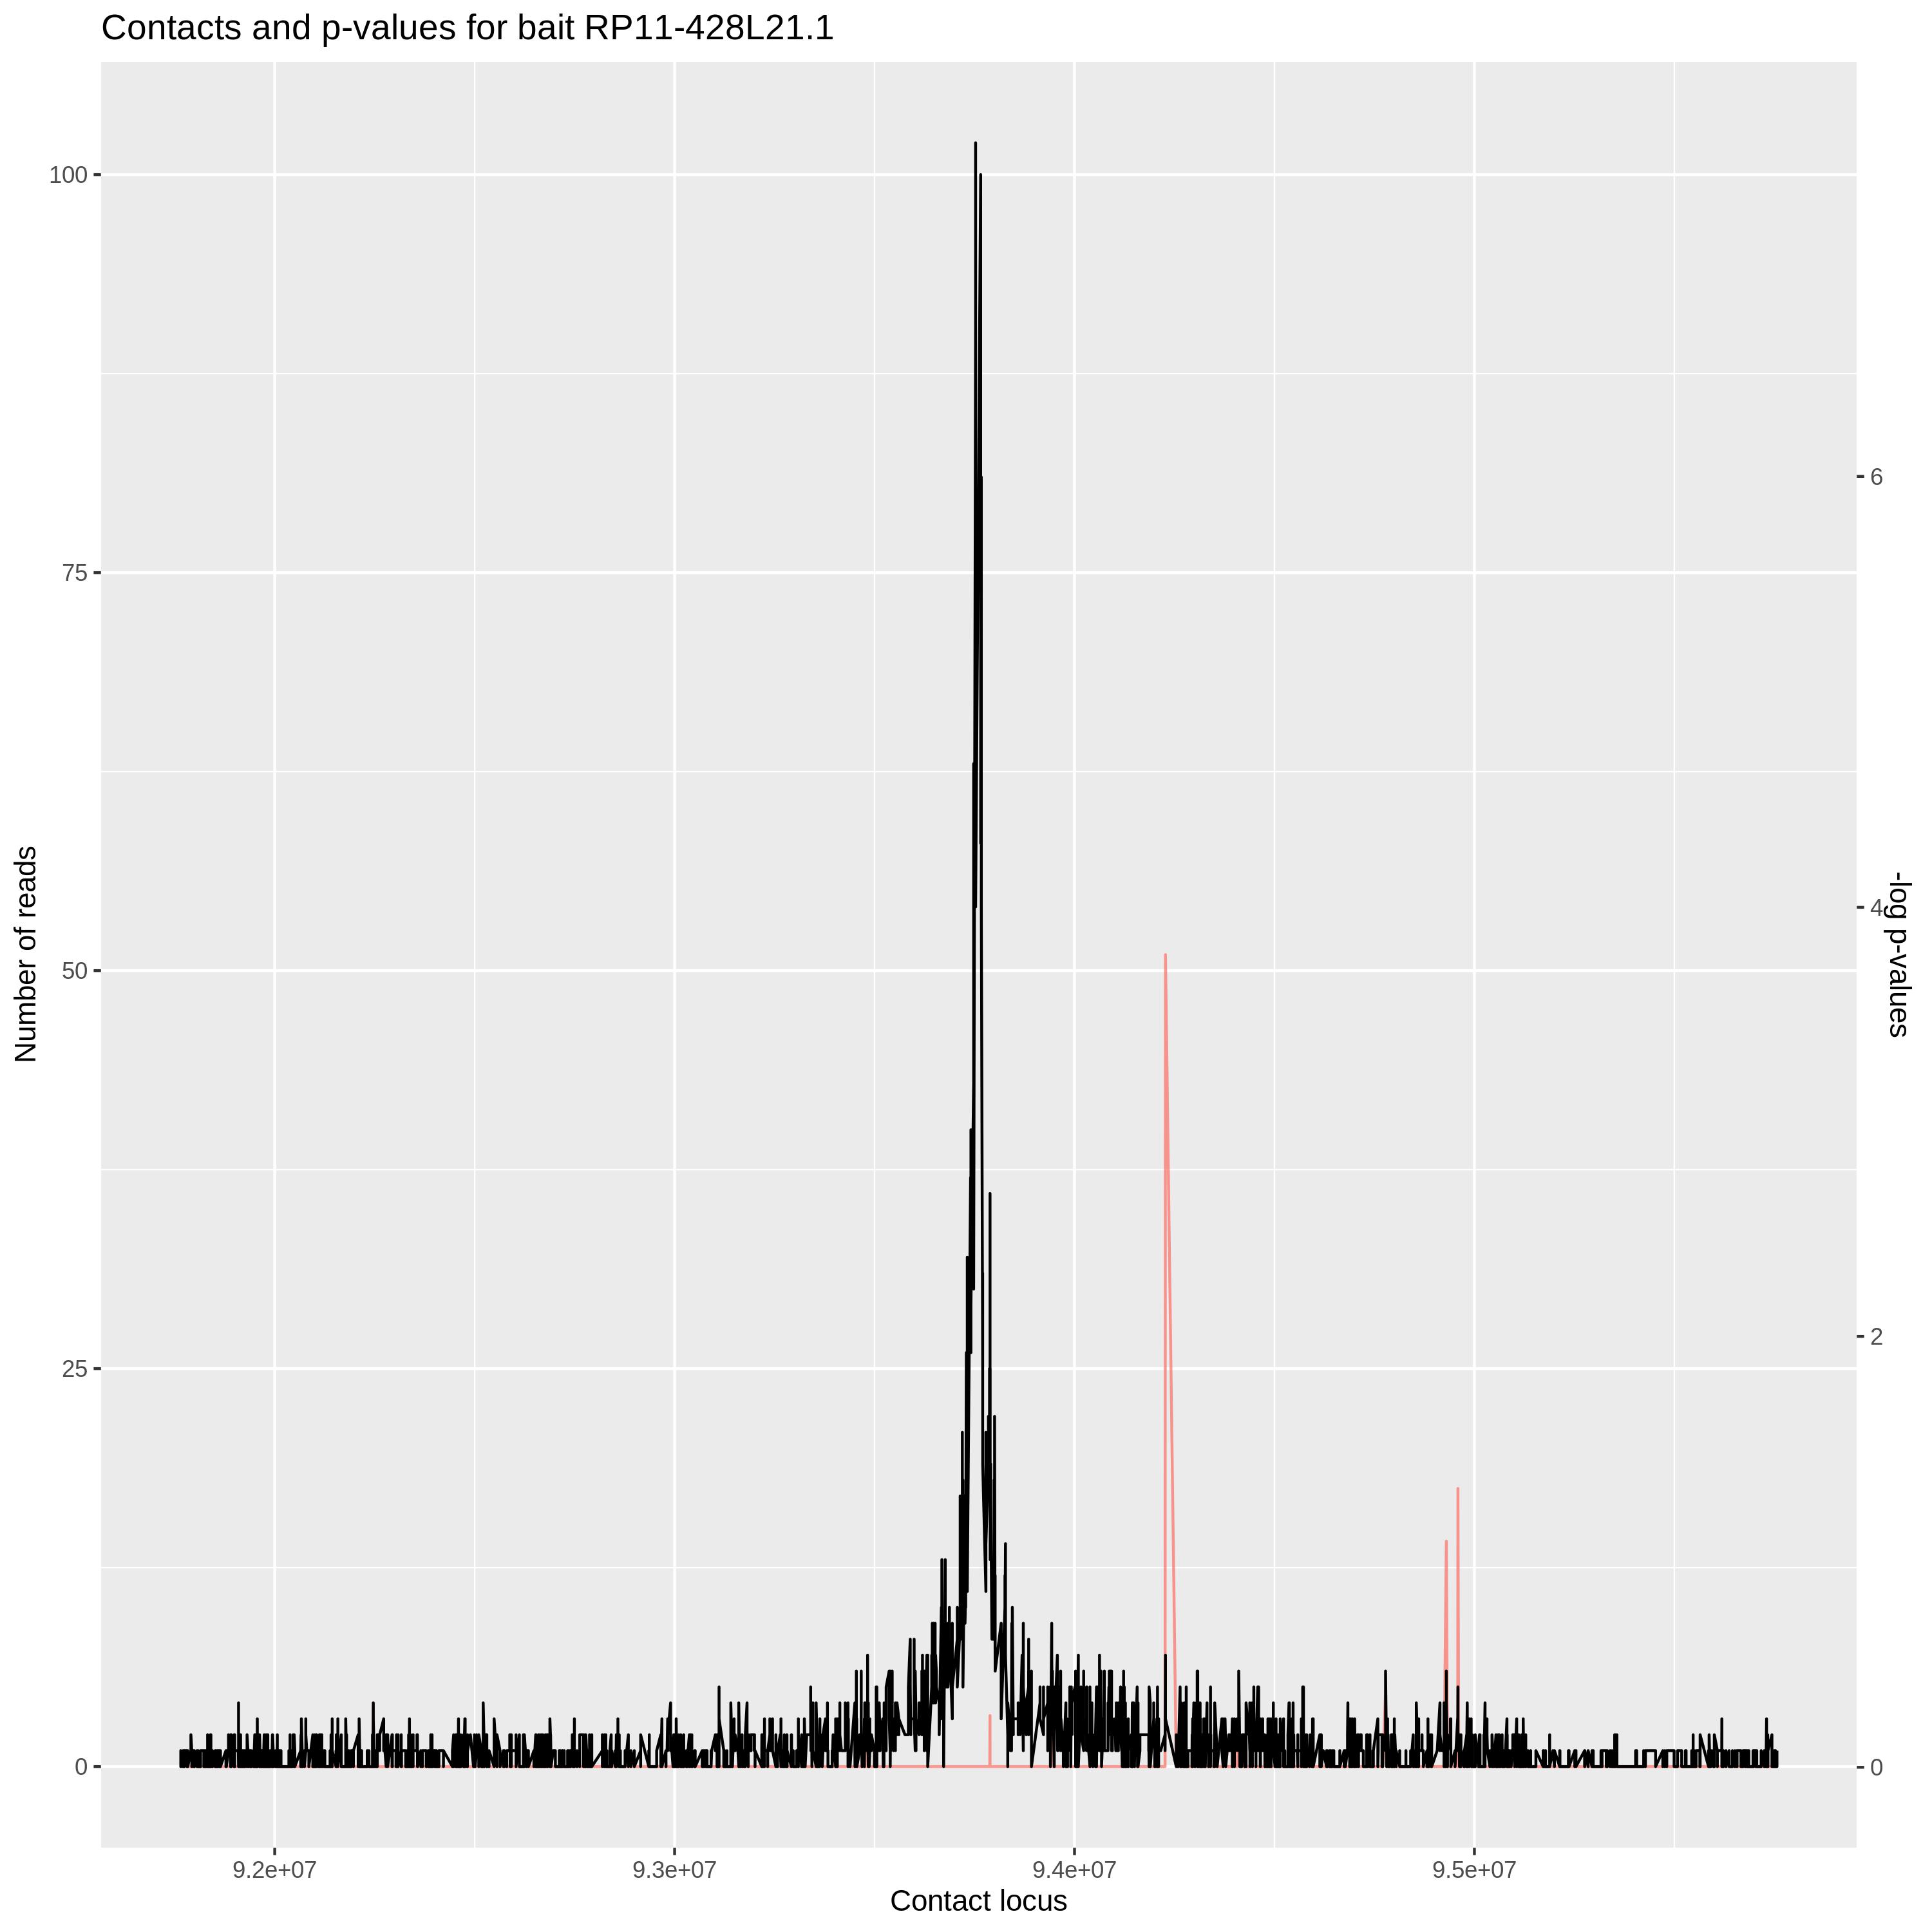 Contacts and p-values for bait RP11-428L21.1
100
75
50
25
0
Number of reads
6
4
2
0
-log p-values
9.2e+07
9.3e+07
9.4e+07
9.5e+07
Contact locus